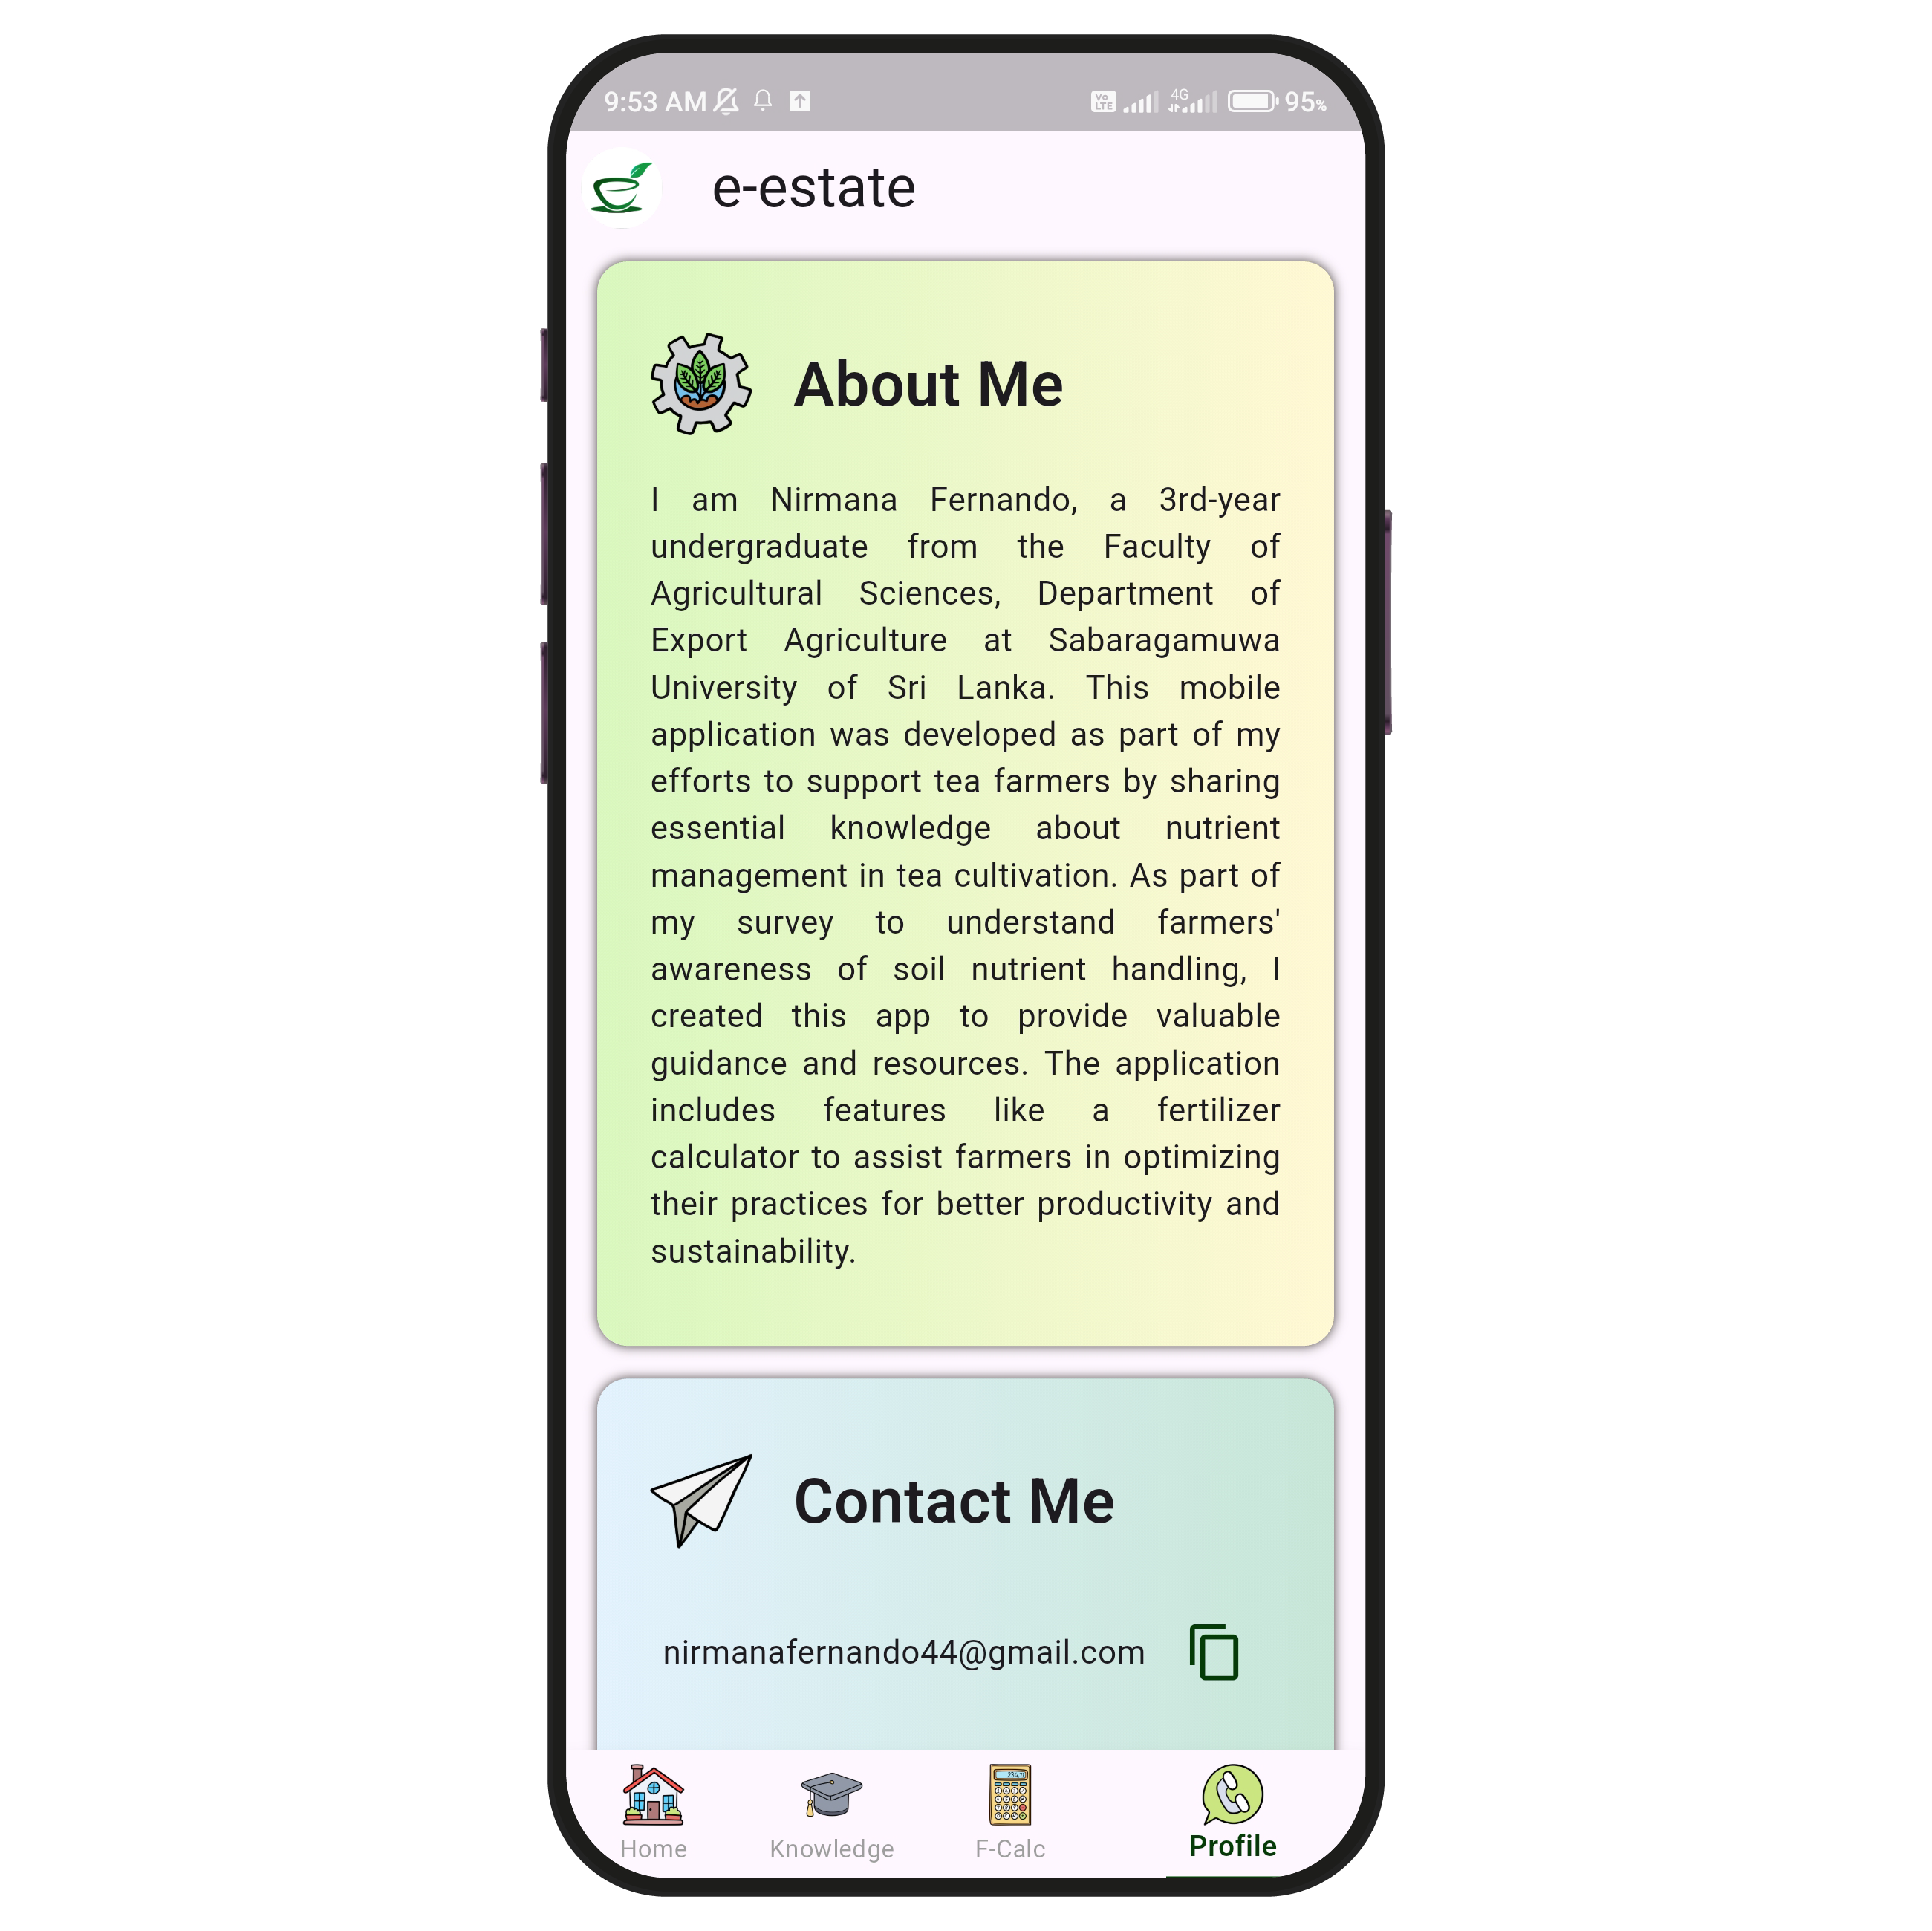 9:53 AM
Vo LTE
4G
95%
e-estate
About Me
I am Nirmana Fernando, a 3rd-year
undergraduate from the Faculty of
Agricultural Sciences, Department of
Export Agriculture at Sabaragamuwa
University of Sri Lanka. This mobile
application was developed as part of my
efforts to support tea farmers by sharing
essential knowledge about nutrient
management in tea cultivation. As part of
my survey to understand farmers'
awareness of soil nutrient handling, I
created this app to provide valuable
guidance and resources. The application
includes features like a fertilizer
calculator to assist farmers in optimizing
their practices for better productivity and
sustainability.
Contact Me
nirmanafernando44@gmail.com
Home
Knowledge
F-Calc
Profile